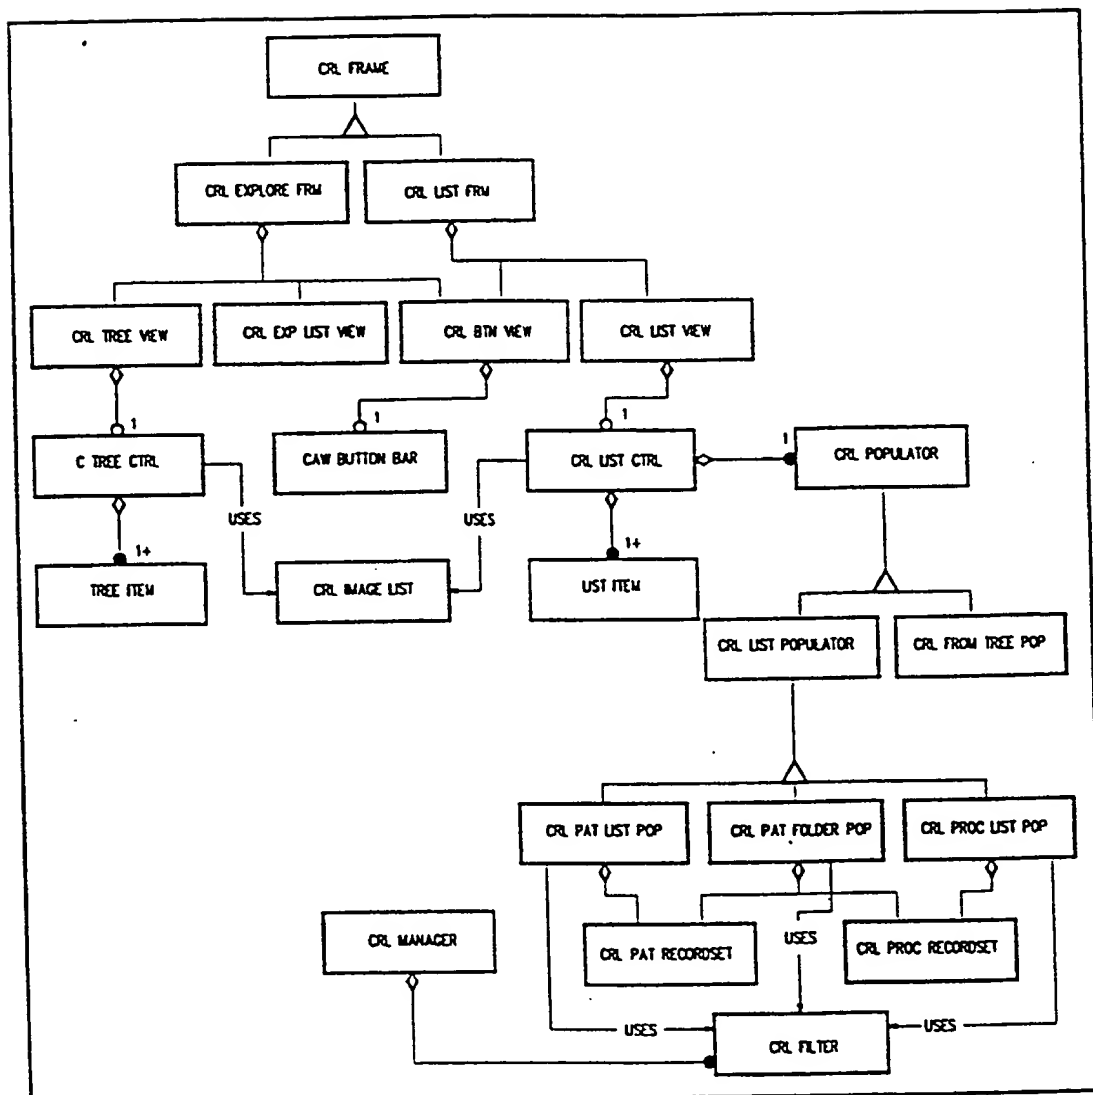 CRL FRAME
CRL EXPLORE FRM
CRL LIST FRM
CRL TREE VIEW
CRL EXP LIST VIEW
CRL BTN VIEW
CRL LIST VIEW
1
1
1
1
C TREE CTRL
CAW BUTTON BAR
CRL LIST CTRL
CRL POPULATOR
USES
USES
1+
1+
TREE ITEM
CRL IMAGE LIST
LIST ITEM
CRL LIST POPULATOR
CRL FROM TREE POP
CRL PAT LIST POP
CRL PAT FOLDER POP
CRL PROC LIST POP
CRL MANAGER
CRL PAT RECORDSET
USES
CRL PROC RECORDSET
USES
USES
CRL FILTER